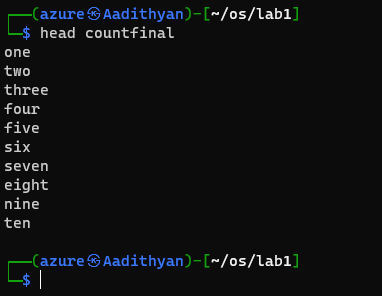 ┌──(azure㉿Aadithyan)-[~/os/lab1]
└─$ head countfinal
one
two
three
four
five
six
seven
eight
nine
ten
┌──(azure㉿Aadithyan)-[~/os/lab1]
└─$